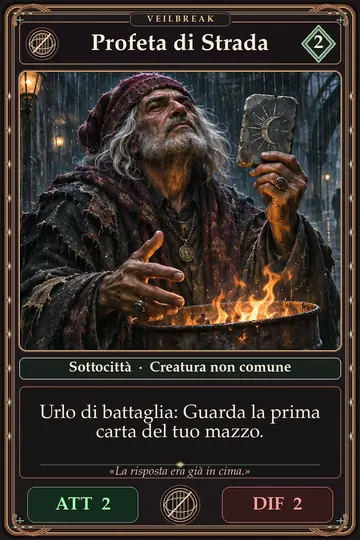 VEILBREAK
Profeta di Strada
2
Sottocittà · Creatura non comune
Urlo di battaglia: Guarda la prima
carta del tuo mazzo.
«La risposta era già in cima.»
ATT 2
DIF 2